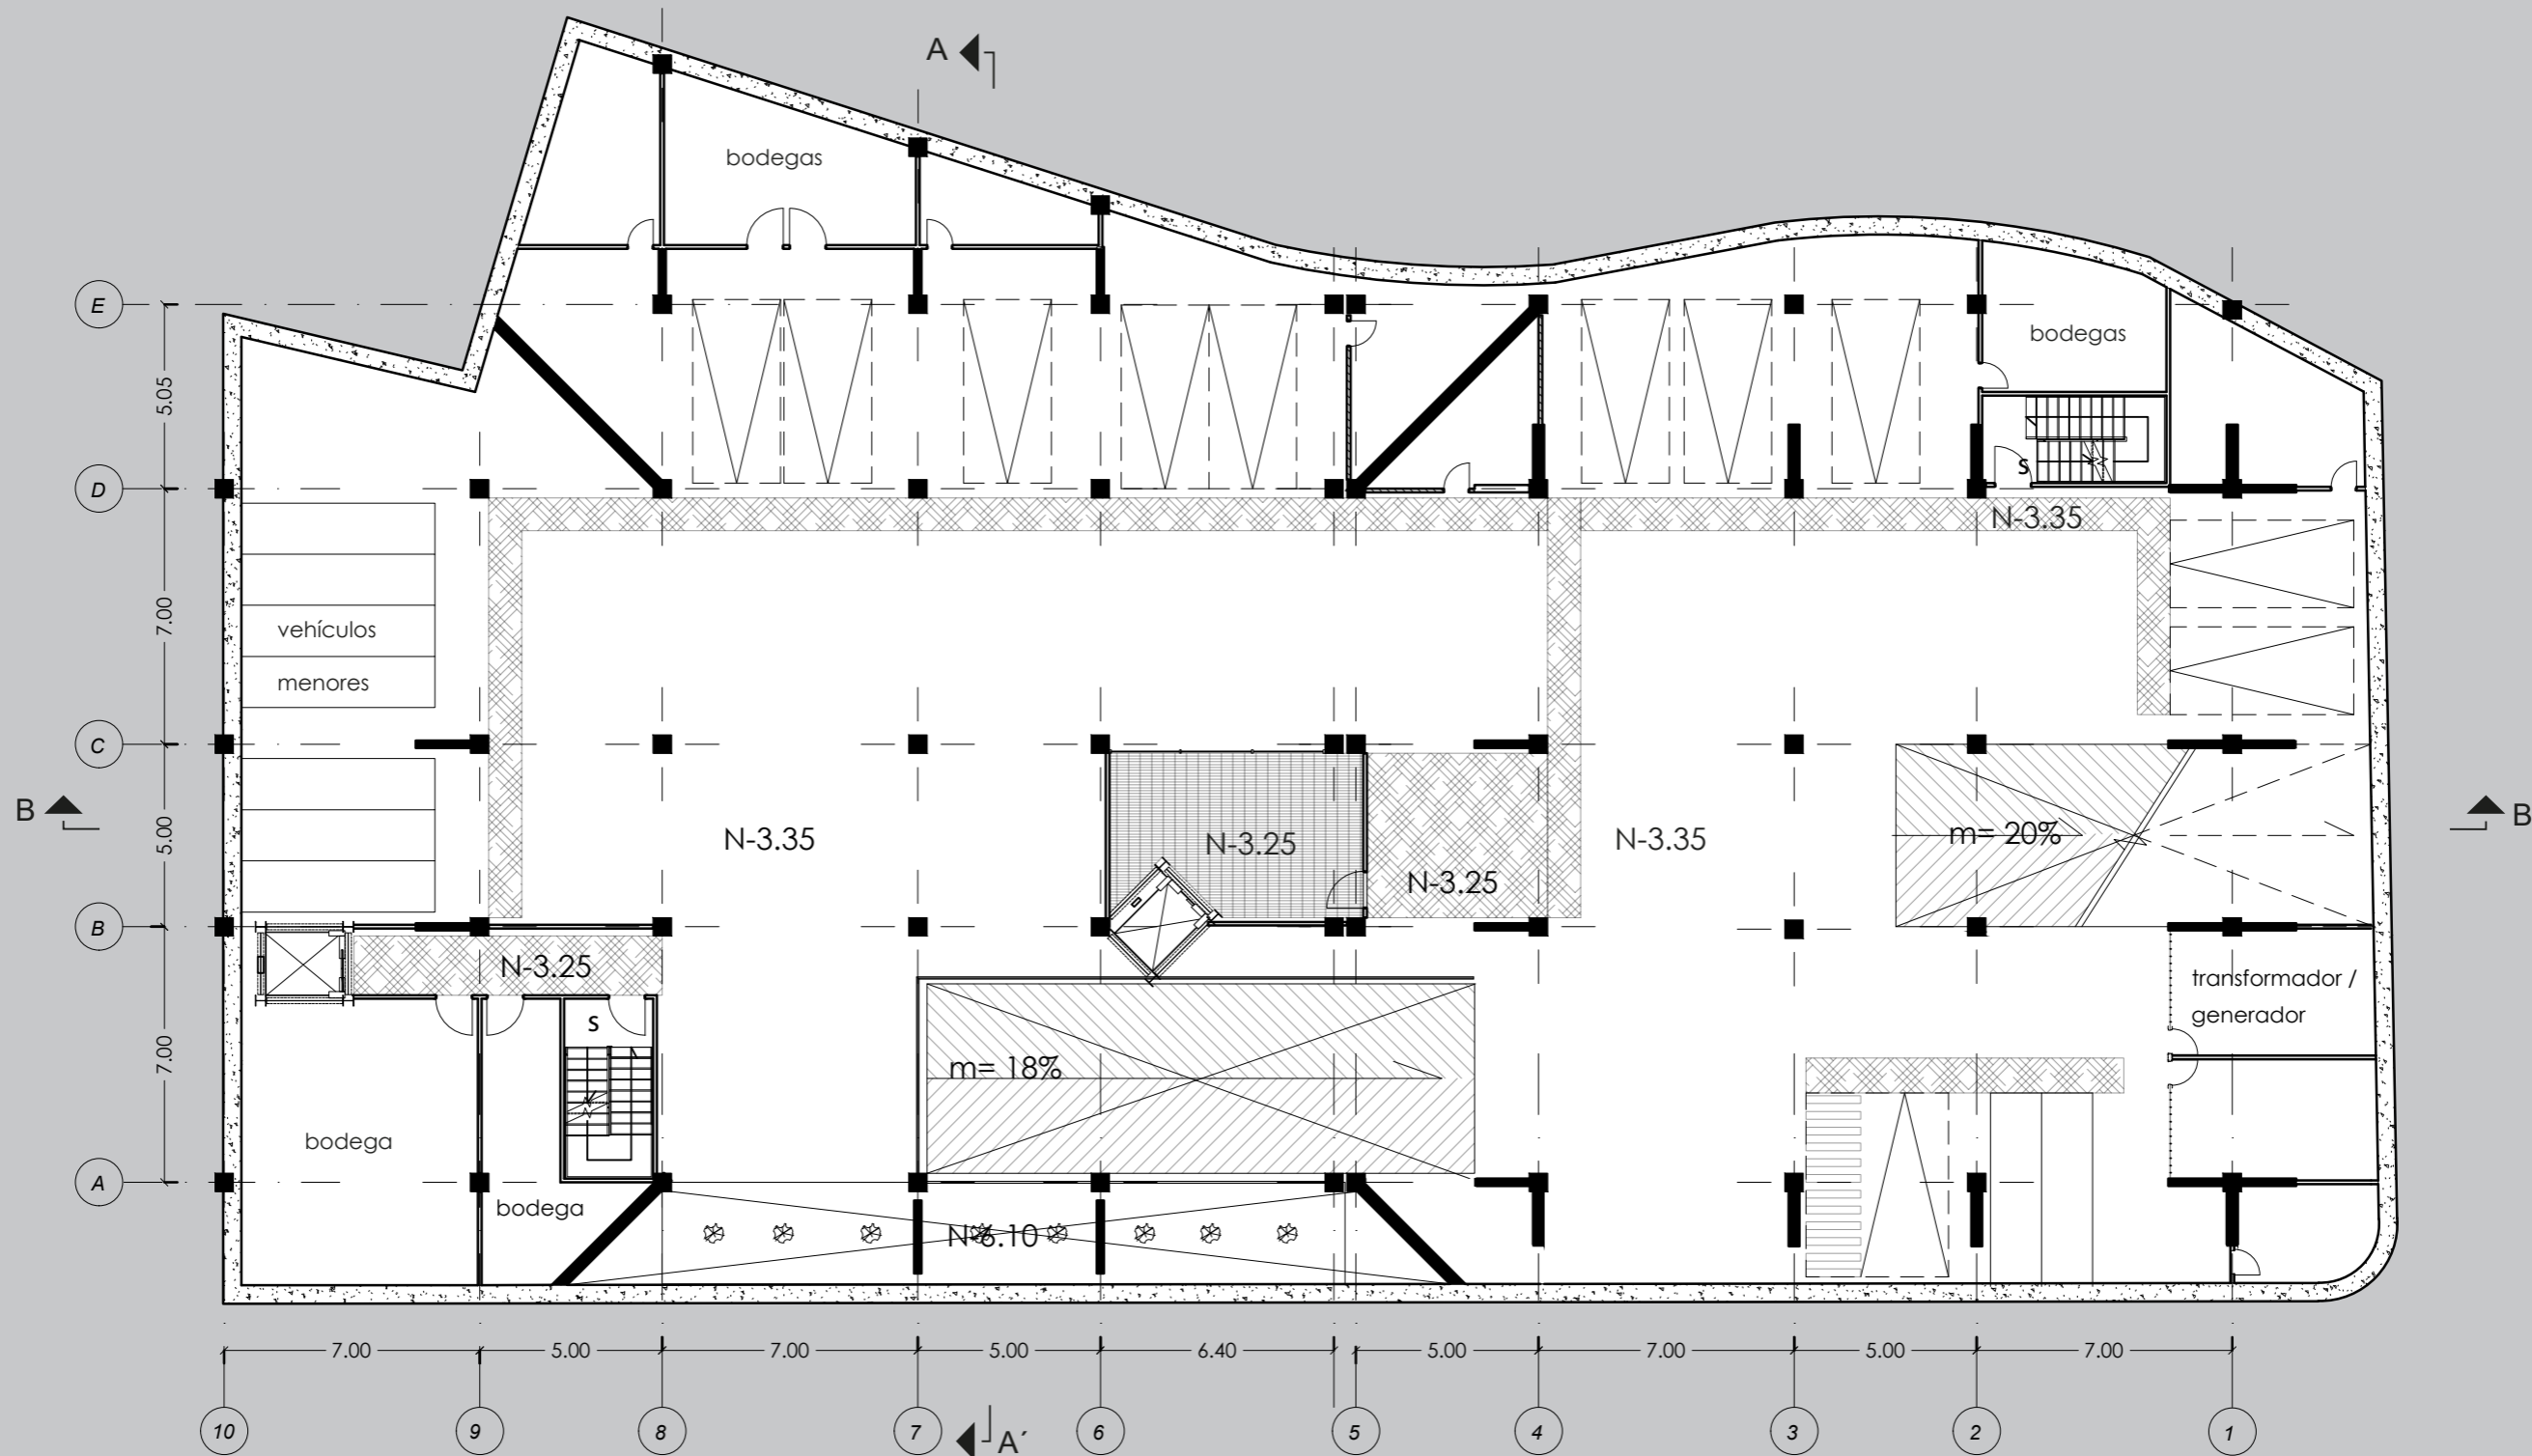 A
bodegas
E
bodegas
5.05
D
S
N-3.35
7.00
vehículos
menores
C
B
N-3.35
N-3.25
N-3.25
N-3.35
m= 20%
B
5.00
B
N-3.25
transformador /
generador
S
7.00
m= 18%
bodega
A
bodega
N-6.10
7.00
5.00
7.00
5.00
6.40
5.00
7.00
5.00
7.00
10
9
8
7
A´
6
5
4
3
2
1